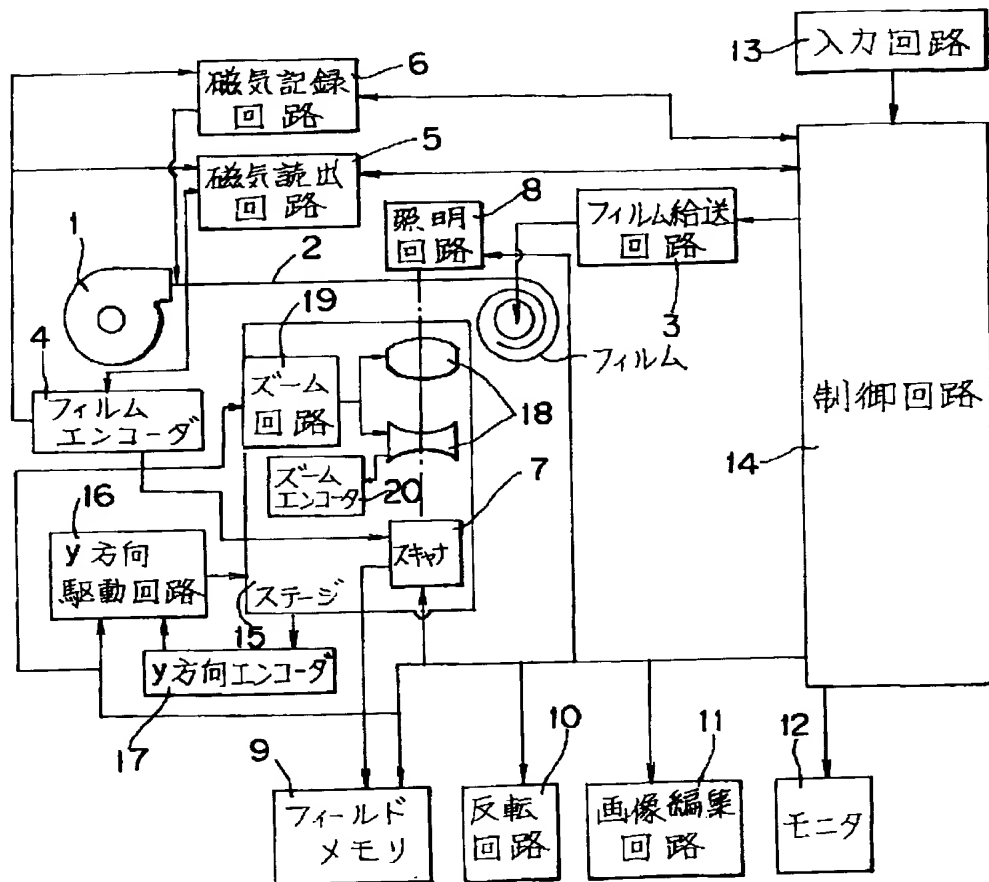 13
入力回路
6
磁気記録
回路
5
磁気読出
回路
8
照明
回路
フィルム給送
回路
3
1
2
フィルム
4
フィルム
エンコーダ
19
ズーム
回路
18
ズーム
エンコータ
20
7
スキャナ
制御回路
14
16
y方向
駆動回路
15
ステージ
y方向エンコーダ
17
9
フィールド
メモリ
10
反転
回路
11
画像編集
回路
12
モニタ